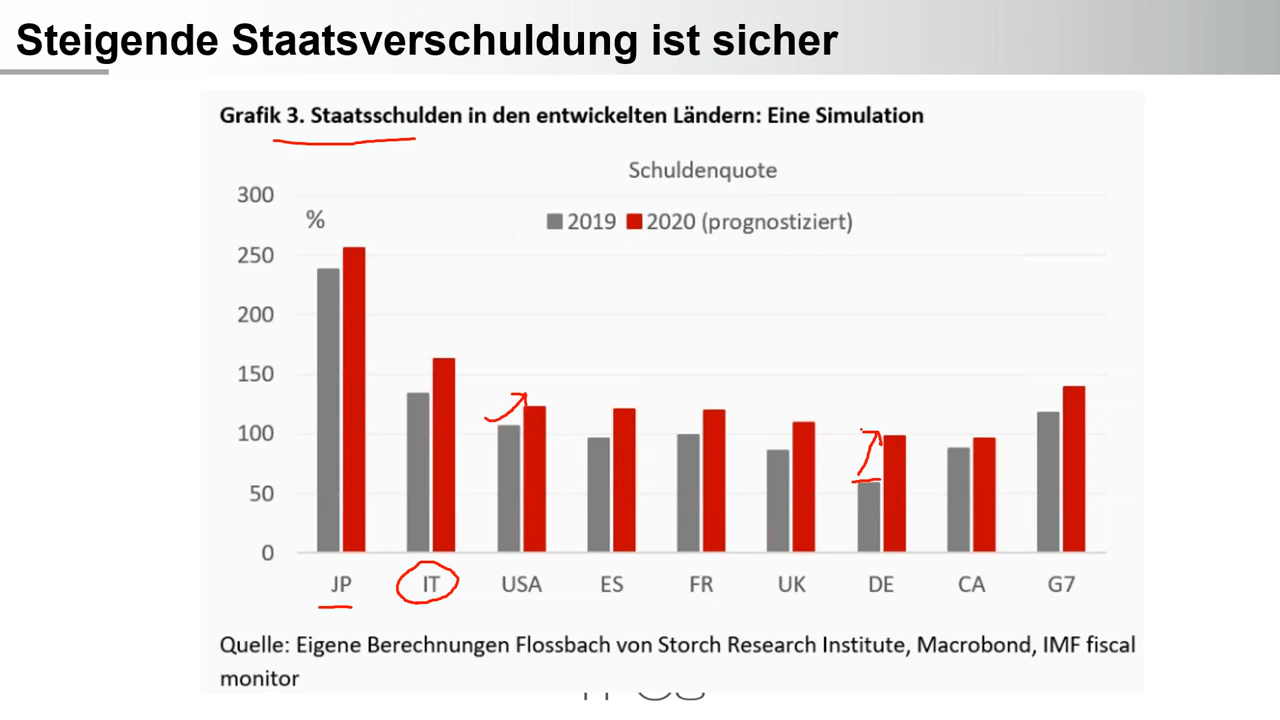 Steigende Staatsverschuldung ist sicher
Grafik 3. Staatsschulden in den entwickelten Ländern: Eine Simulation
Schuldenquote
300
%
2019 2020 (prognostiziert)
250
200
150
100
50
0
JP IT USA ES FR UK DE CA G7
Quelle: Eigene Berechnungen Flossbach von Storch Research Institute, Macrobond, IMF fiscal
monitor